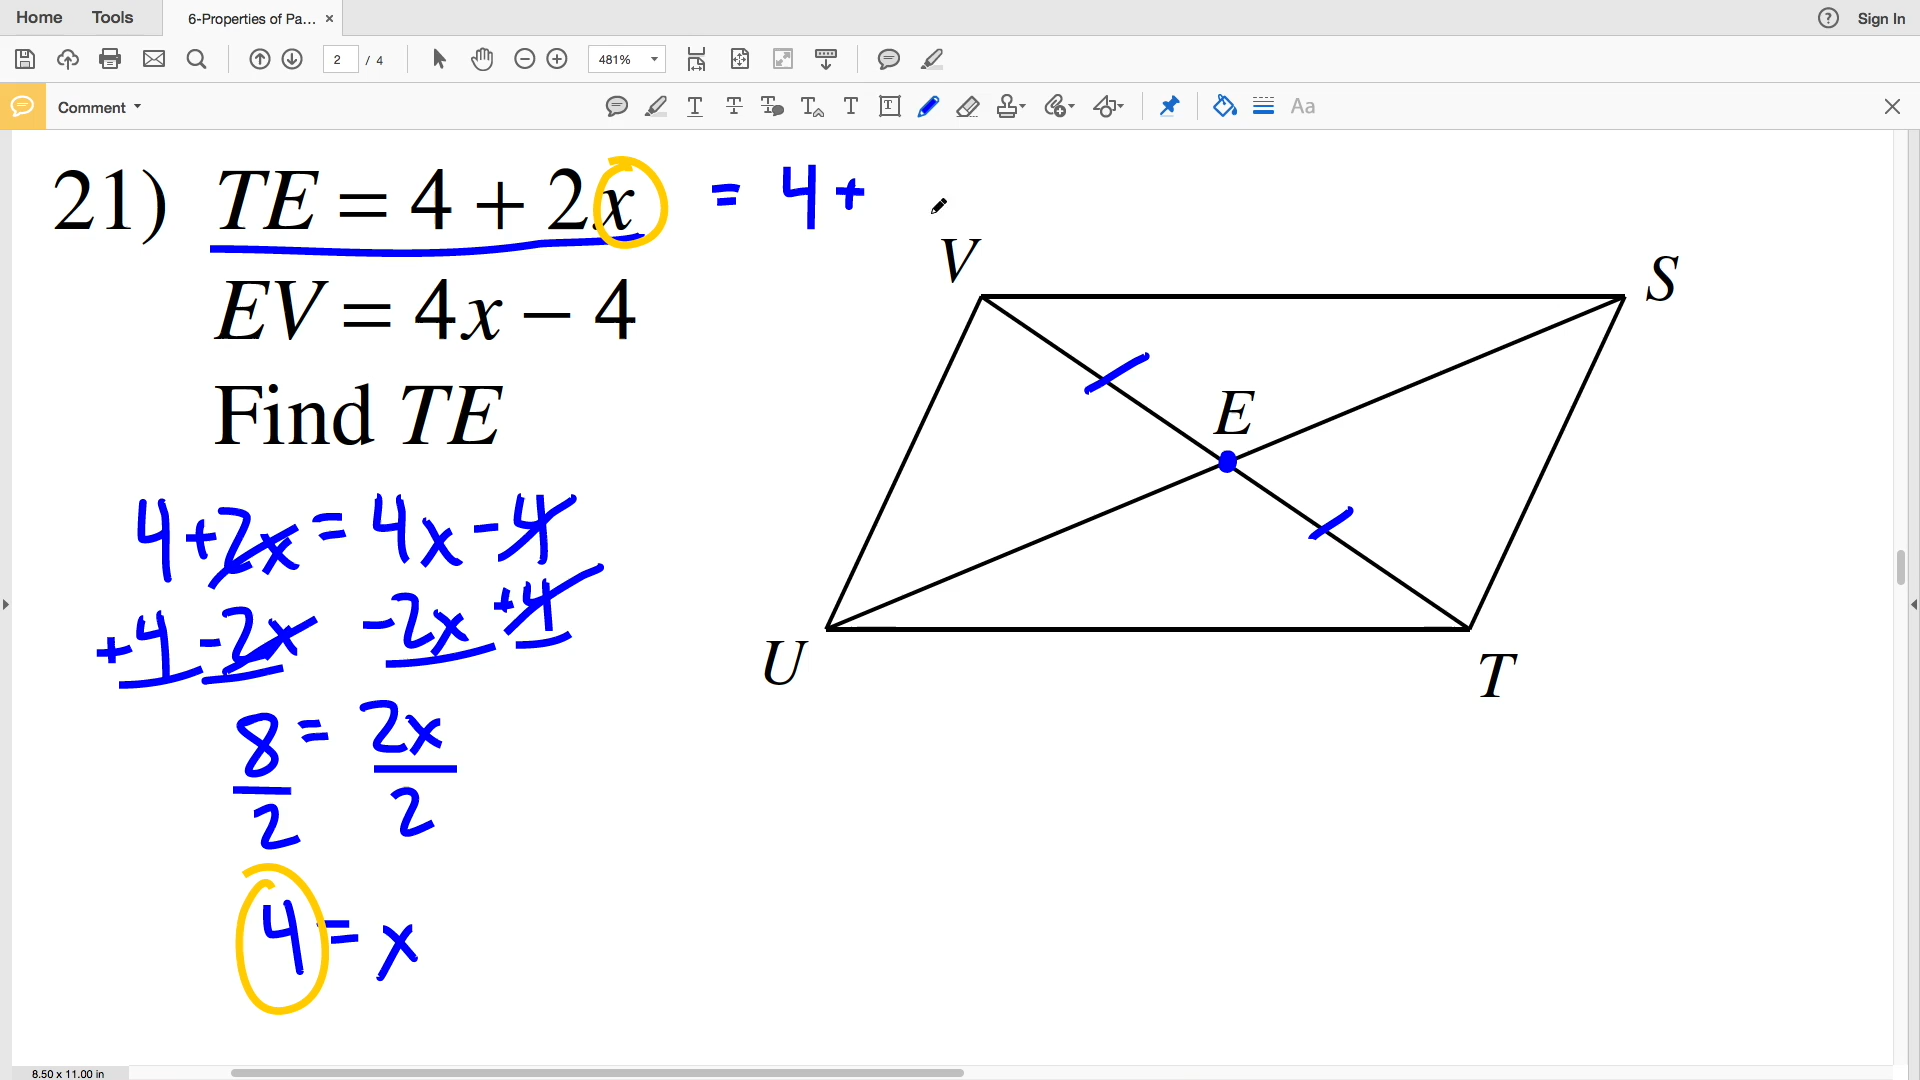 Home Tools 6-Properties of Pa... × ? Sign In
2 / 4 481%
Comment T T T T T T Aa
21) TE = 4 + 2x = 4 +
EV = 4x − 4
Find TE
V
S
E
U
T
4+2x = 4x-4
+4-2x -2x+4
8 = 2x
2 2
4 = x
8.50 x 11.00 in